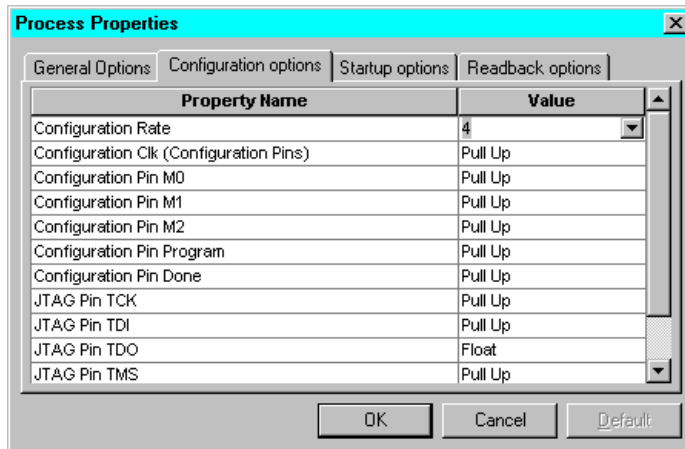 Process Properties
General Options Configuration options Startup options Readback options
Property Name Value
Configuration Rate 4
Configuration Clk (Configuration Pins) Pull Up
Configuration Pin M0 Pull Up
Configuration Pin M1 Pull Up
Configuration Pin M2 Pull Up
Configuration Pin Program Pull Up
Configuration Pin Done Pull Up
JTAG Pin TCK Pull Up
JTAG Pin TDI Pull Up
JTAG Pin TDO Float
JTAG Pin TMS Pull Up
OK Cancel Default